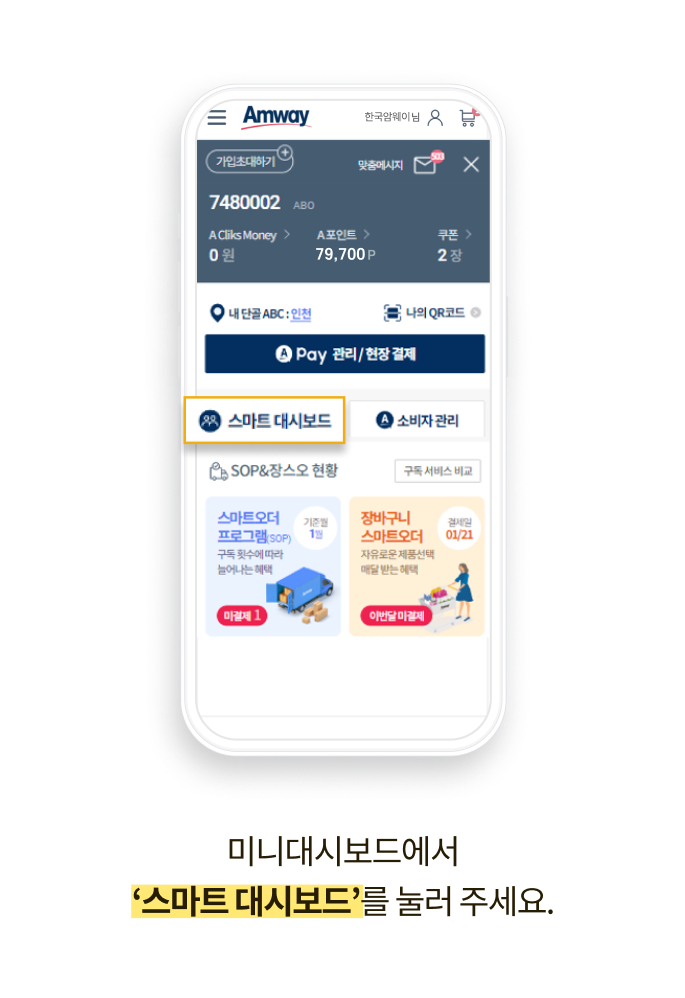 Amway
한국암웨이님
가입초대하기
맞춤메시지
503
7480002 ABO
A Cliks Money
A 포인트
쿠폰
0 원
79,700 P
2 장
내 단골 ABC : 인천
나의 QR코드
A Pay 관리 / 현장 결제
스마트 대시보드
A 소비자 관리
SOP&장스오 현황
구독 서비스 비교
스마트오더
프로그램(SOP)
기준월
1월
구독 횟수에 따라
늘어나는 혜택
미결제 1
장바구니
스마트오더
결제일
01/21
자유로운 제품선택
매달 받는 혜택
이번달 미결제
미니대시보드에서
‘스마트 대시보드’를 눌러 주세요.